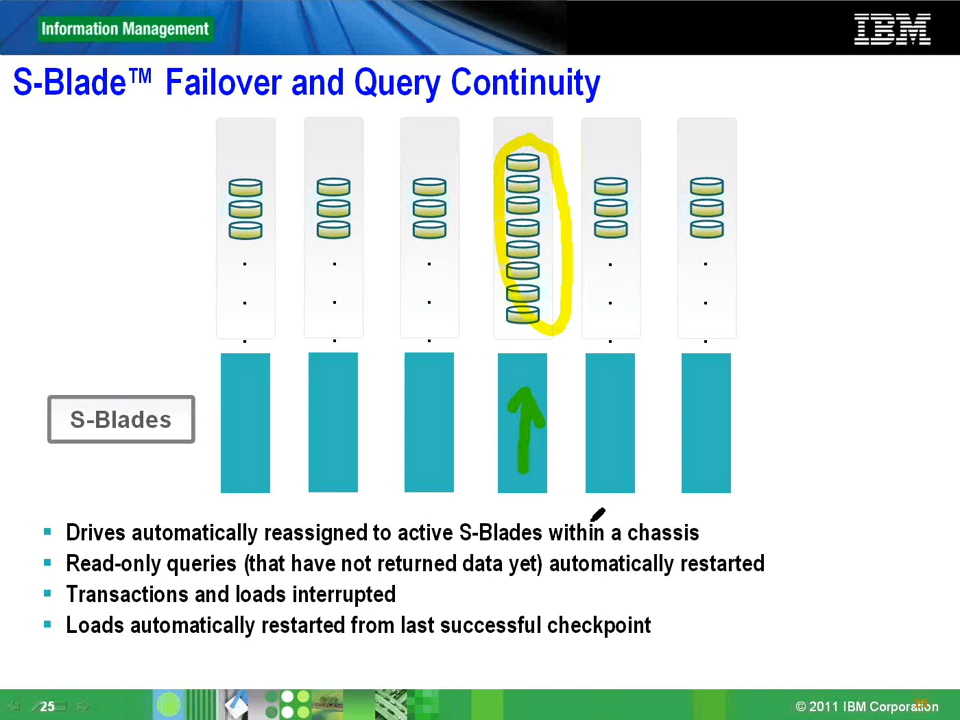 Information Management
IBM
S-Blade™ Failover and Query Continuity
S-Blades
Drives automatically reassigned to active S-Blades within a chassis
Read-only queries (that have not returned data yet) automatically restarted
Transactions and loads interrupted
Loads automatically restarted from last successful checkpoint
25
© 2011 IBM Corporation